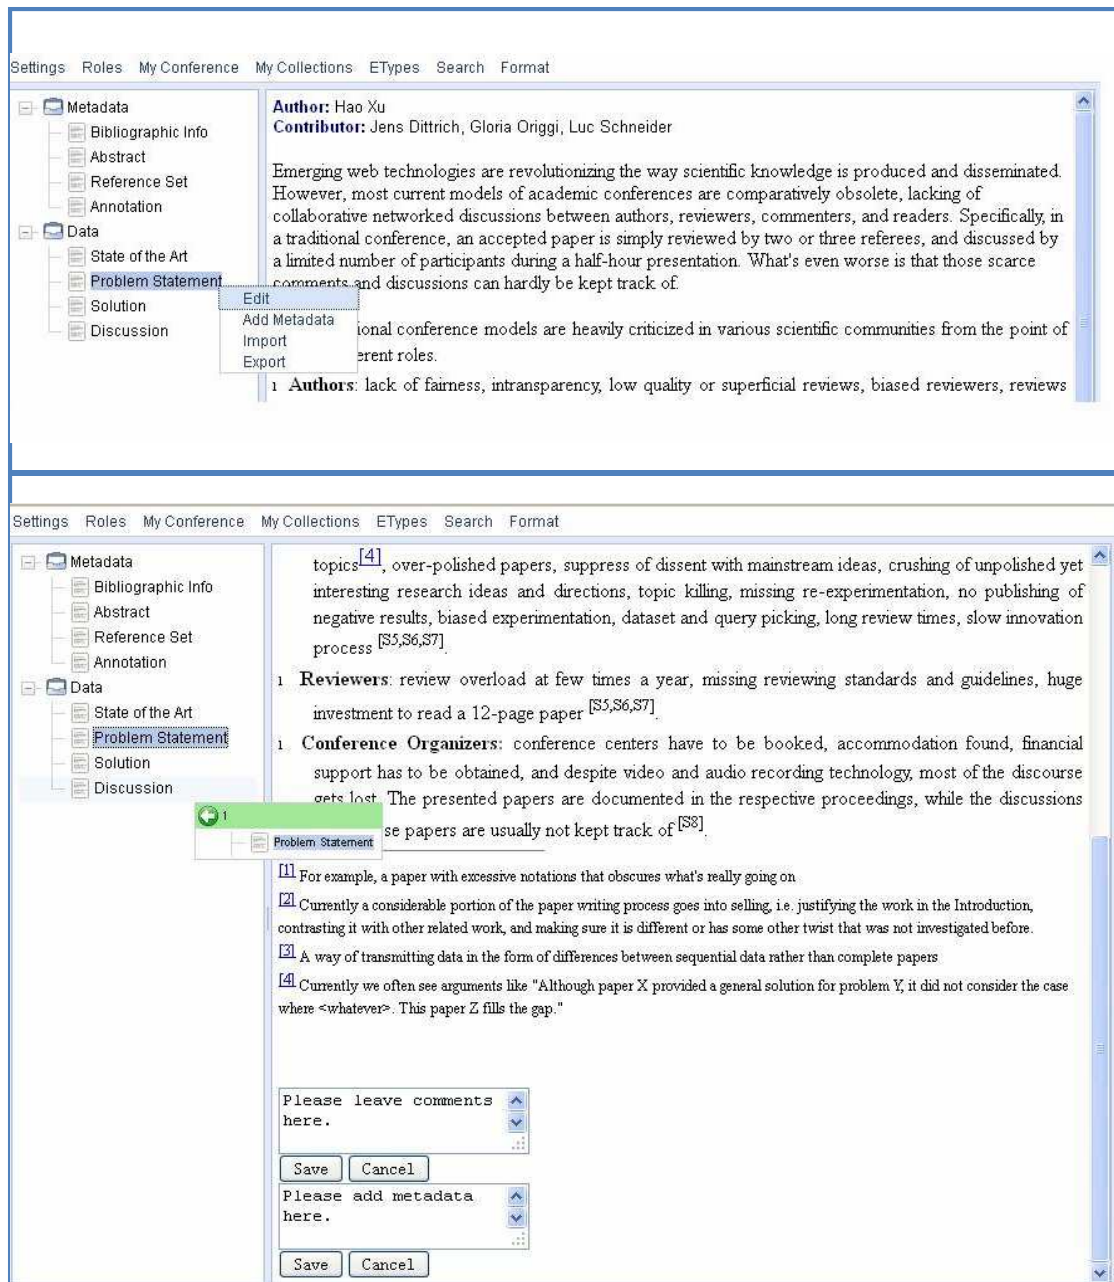 Settings Roles My Conference My Collections ETypes Search Format
Metadata
Bibliographic Info
Abstract
Reference Set
Annotation
Data
State of the Art
Problem Statement
Solution
Discussion
Edit
Add Metadata
Import
Export
Author: Hao Xu
Contributor: Jens Dittrich, Gloria Origgi, Luc Schneider
Emerging web technologies are revolutionizing the way scientific knowledge is produced and disseminated.
However, most current models of academic conferences are comparatively obsolete, lacking of
collaborative networked discussions between authors, reviewers, commenters, and readers. Specifically, in
a traditional conference, an accepted paper is simply reviewed by two or three referees, and discussed by
a limited number of participants during a half-hour presentation. What's even worse is that those scarce
comments and discussions can hardly be kept track of.
ional conference models are heavily criticized in various scientific communities from the point of
erent roles.
1 Authors: lack of fairness, intransparency, low quality or superficial reviews, biased reviewers, reviews
Settings Roles My Conference My Collections ETypes Search Format
Metadata
Bibliographic Info
Abstract
Reference Set
Annotation
Data
State of the Art
Problem Statement
Solution
Discussion
1
Problem Statement
topics[4], over-polished papers, suppress of dissent with mainstream ideas, crushing of unpolished yet
interesting research ideas and directions, topic killing, missing re-experimentation, no publishing of
negative results, biased experimentation, dataset and query picking, long review times, slow innovation
process [S5,S6,S7].
1 Reviewers: review overload at few times a year, missing reviewing standards and guidelines, huge
investment to read a 12-page paper [S5,S6,S7].
1 Conference Organizers: conference centers have to be booked, accommodation found, financial
support has to be obtained, and despite video and audio recording technology, most of the discourse
gets lost. The presented papers are documented in the respective proceedings, while the discussions
se papers are usually not kept track of [S8].
[1] For example, a paper with excessive notations that obscures what's really going on
[2] Currently a considerable portion of the paper writing process goes into selling, i.e. justifying the work in the Introduction,
contrasting it with other related work, and making sure it is different or has some other twist that was not investigated before.
[3] A way of transmitting data in the form of differences between sequential data rather than complete papers
[4] Currently we often see arguments like "Although paper X provided a general solution for problem Y, it did not consider the case
where <whatever>. This paper Z fills the gap."
Please leave comments
here.
Save Cancel
Please add metadata
here.
Save Cancel